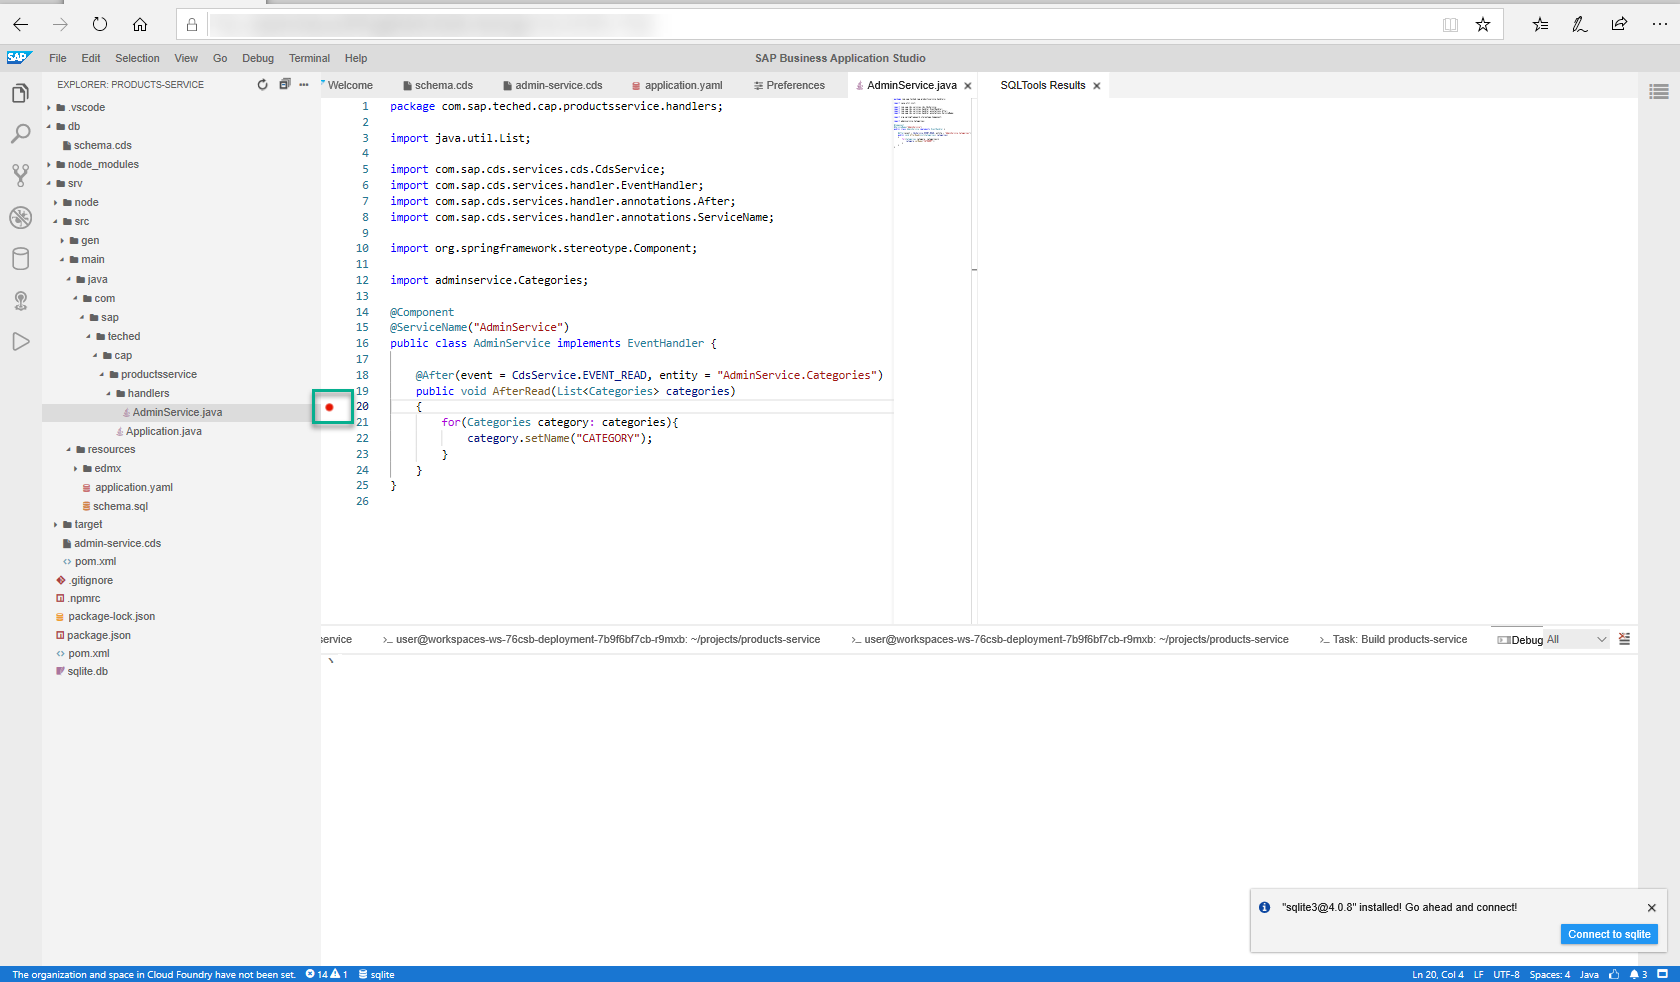 SAP File Edit Selection View Go Debug Terminal Help SAP Business Application Studio
EXPLORER: PRODUCTS-SERVICE
.vscode
db
schema.cds
node_modules
srv
node
src
gen
main
java
com
sap
teched
cap
productsservice
handlers
AdminService.java
Application.java
resources
edmx
application.yaml
schema.sql
target
admin-service.cds
pom.xml
.gitignore
.npmrc
package-lock.json
package.json
pom.xml
sqlite.db
Welcome schema.cds admin-service.cds application.yaml Preferences AdminService.java SQLTools Results
1 package com.sap.teched.cap.productsservice.handlers;
2
3 import java.util.List;
4
5 import com.sap.cds.services.cds.CdsService;
6 import com.sap.cds.services.handler.EventHandler;
7 import com.sap.cds.services.handler.annotations.After;
8 import com.sap.cds.services.handler.annotations.ServiceName;
9
10 import org.springframework.stereotype.Component;
11
12 import adminservice.Categories;
13
14 @Component
15 @ServiceName("AdminService")
16 public class AdminService implements EventHandler {
17
18 @After(event = CdsService.EVENT_READ, entity = "AdminService.Categories")
19 public void AfterRead(List<Categories> categories)
20 {
21 for(Categories category: categories){
22 category.setName("CATEGORY");
23 }
24 }
25 }
26
service >_ user@workspaces-ws-76csb-deployment-7b9f6bf7cb-r9mxb: ~/projects/products-service >_ user@workspaces-ws-76csb-deployment-7b9f6bf7cb-r9mxb: ~/projects/products-service >_ Task: Build products-service Debug All
"sqlite3@4.0.8" installed! Go ahead and connect!
Connect to sqlite
The organization and space in Cloud Foundry have not been set. 14 1 sqlite Ln 20, Col 4 LF UTF-8 Spaces: 4 Java 3